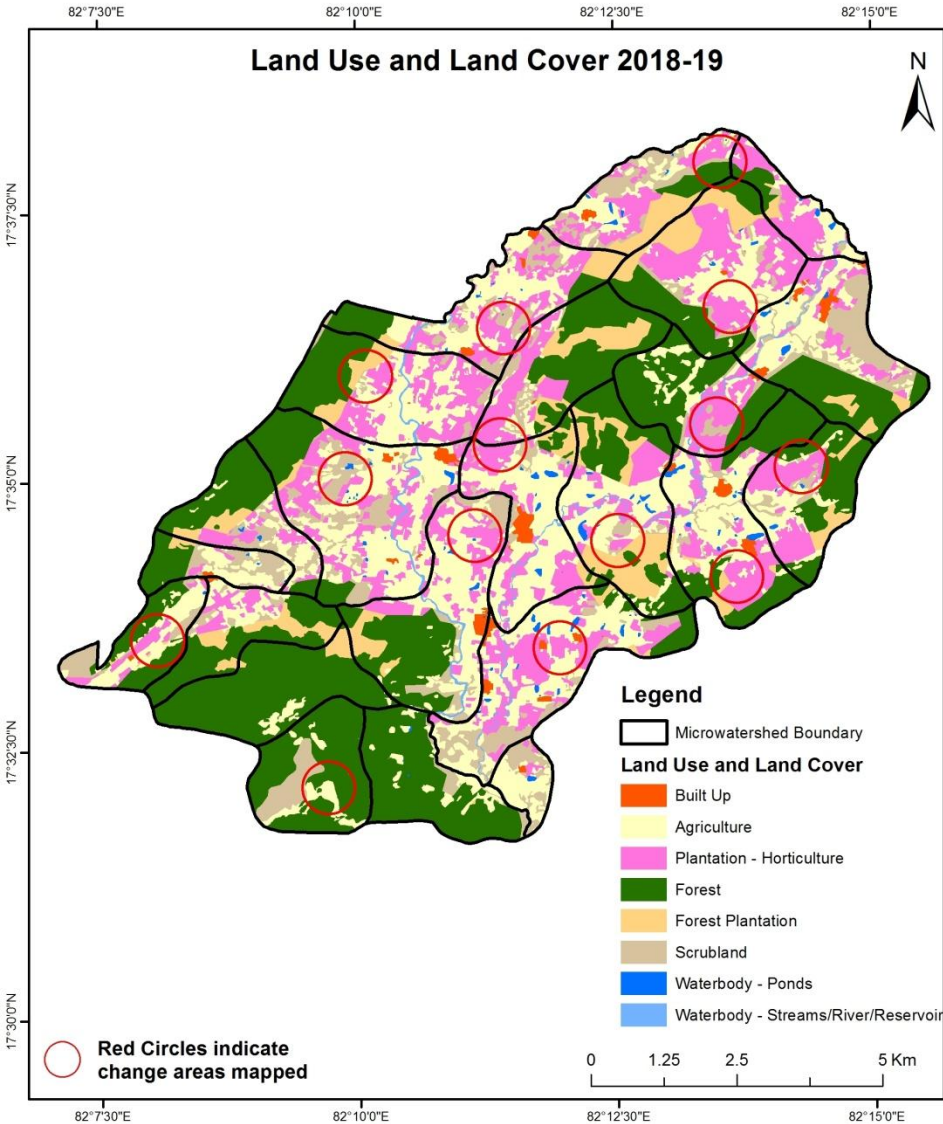 82°7'30"E 82°10'0"E 82°12'30"E 82°15'0"E
Land Use and Land Cover 2018-19
N
17°37'30"N
17°35'0"N
17°32'30"N
17°30'0"N
Legend
Microwatershed Boundary
Land Use and Land Cover
Built Up
Agriculture
Plantation - Horticulture
Forest
Forest Plantation
Scrubland
Waterbody - Ponds
Waterbody - Streams/River/Reservoir
Red Circles indicate
change areas mapped
0 1.25 2.5 5 Km
82°7'30"E 82°10'0"E 82°12'30"E 82°15'0"E